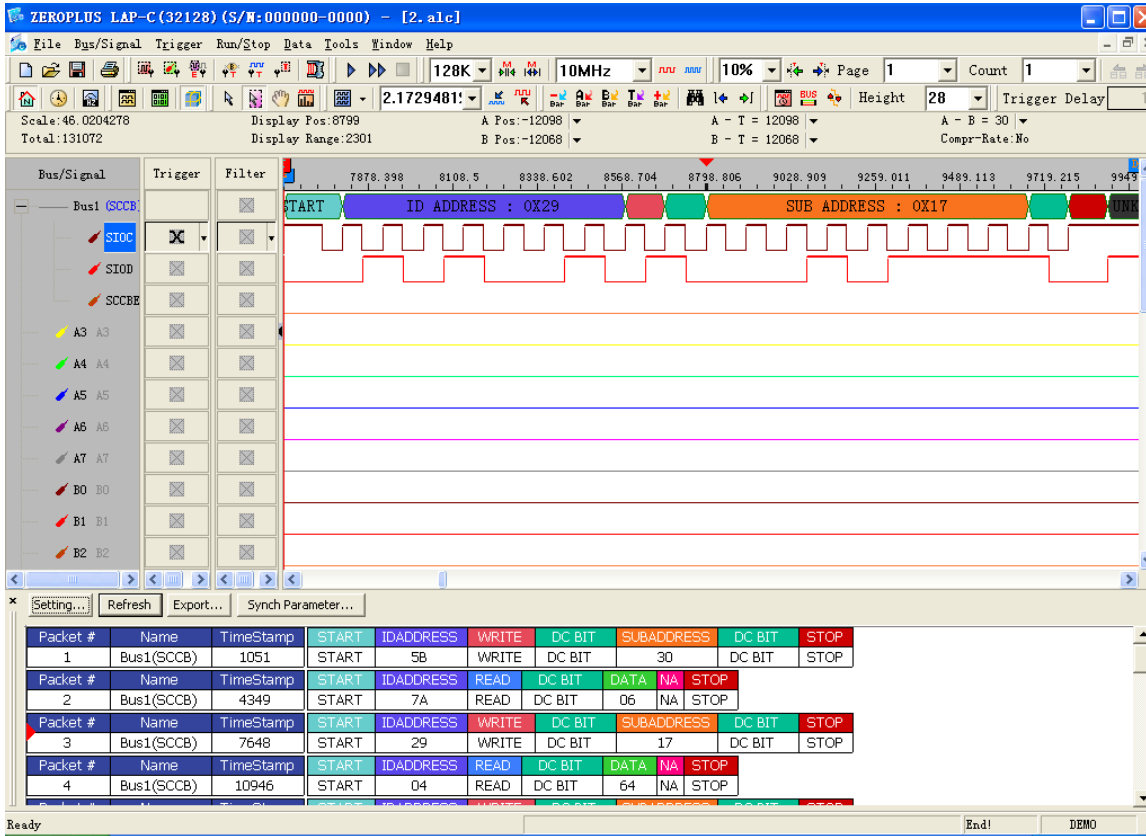 ZEROPLUS LAP-C(32128)(S/N:000000-0000) - [2.alc]
File Bus/Signal Trigger Run/Stop Data Tools Window Help
128K 10MHz 10% Page 1 Count 1
Bar Bar Bar Bar Bar BUS Height 28 Trigger Delay
Scale:46.0204278 Display Pos:8799 A Pos:-12098 A - T = 12098 A - B = 30
Total:131072 Display Range:2301 B Pos:-12068 B - T = 12068 Compr-Rate:No
Bus/Signal Trigger Filter 7878.398 8108.5 8338.602 8568.704 8798.806 9028.909 9259.011 9489.113 9719.215
Bus1 (SCCB) START ID ADDRESS : 0X29 SUB ADDRESS : 0X17 UNK
SIOC
SIOD
SCCBE
A3 A3
A4 A4
A5 A5
A6 A6
A7 A7
B0 B0
B1 B1
B2 B2
Setting... Refresh Export... Synch Parameter...
Packet # Name TimeStamp START IDADDRESS WRITE DC BIT SUBADDRESS DC BIT STOP
1 Bus1(SCCB) 1051 START 5B WRITE DC BIT 30 DC BIT STOP
Packet # Name TimeStamp START IDADDRESS READ DC BIT DATA NA STOP
2 Bus1(SCCB) 4349 START 7A READ DC BIT 06 NA STOP
Packet # Name TimeStamp START IDADDRESS WRITE DC BIT SUBADDRESS DC BIT STOP
3 Bus1(SCCB) 7648 START 29 WRITE DC BIT 17 DC BIT STOP
Packet # Name TimeStamp START IDADDRESS READ DC BIT DATA NA STOP
4 Bus1(SCCB) 10946 START 04 READ DC BIT 64 NA STOP
Ready End! DEMO